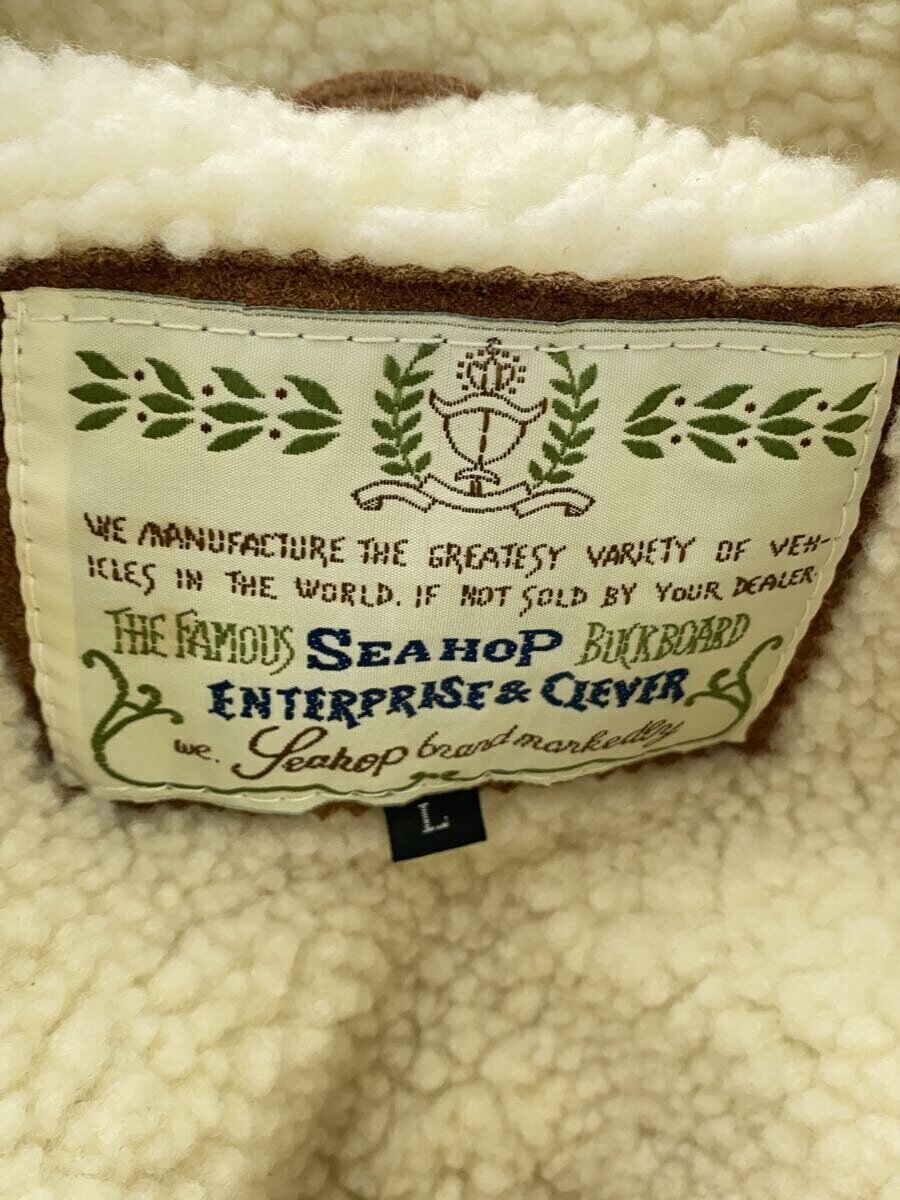 WE MANUFACTURE THE GREATESY VARIETY OF VEH-
ICLES IN THE WORLD. IF NOT SOLD BY YOUR DEALER.
THE FAMOUS SEAHOP BUCKBOARD
ENTERPRISE & CLEVER
we. Seahop brand markedly
L